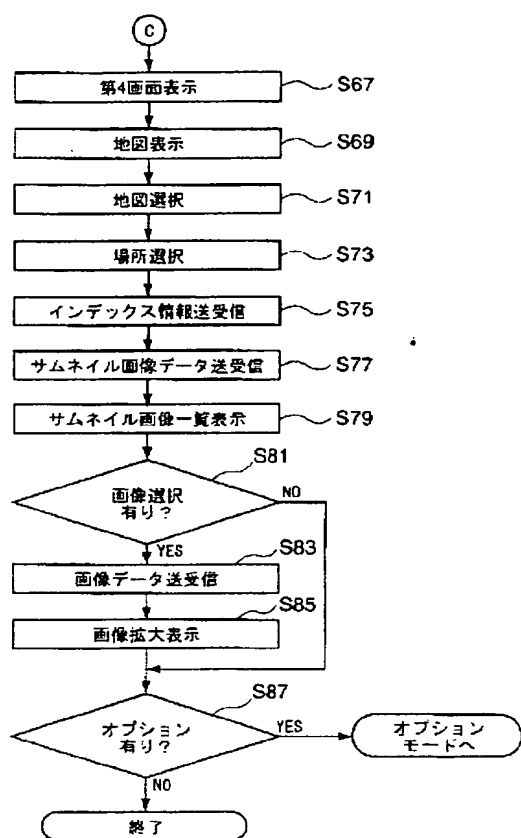 C
第4画面表示
S67
地図表示
S69
地図選択
S71
場所選択
S73
インデックス情報送受信
S75
サムネイル画像データ送受信
S77
サムネイル画像一覧表示
S79
S81
画像選択
有り?
NO
YES
S83
画像データ送受信
S85
画像拡大表示
S87
オプション
有り?
YES
オプション
モードへ
NO
終了